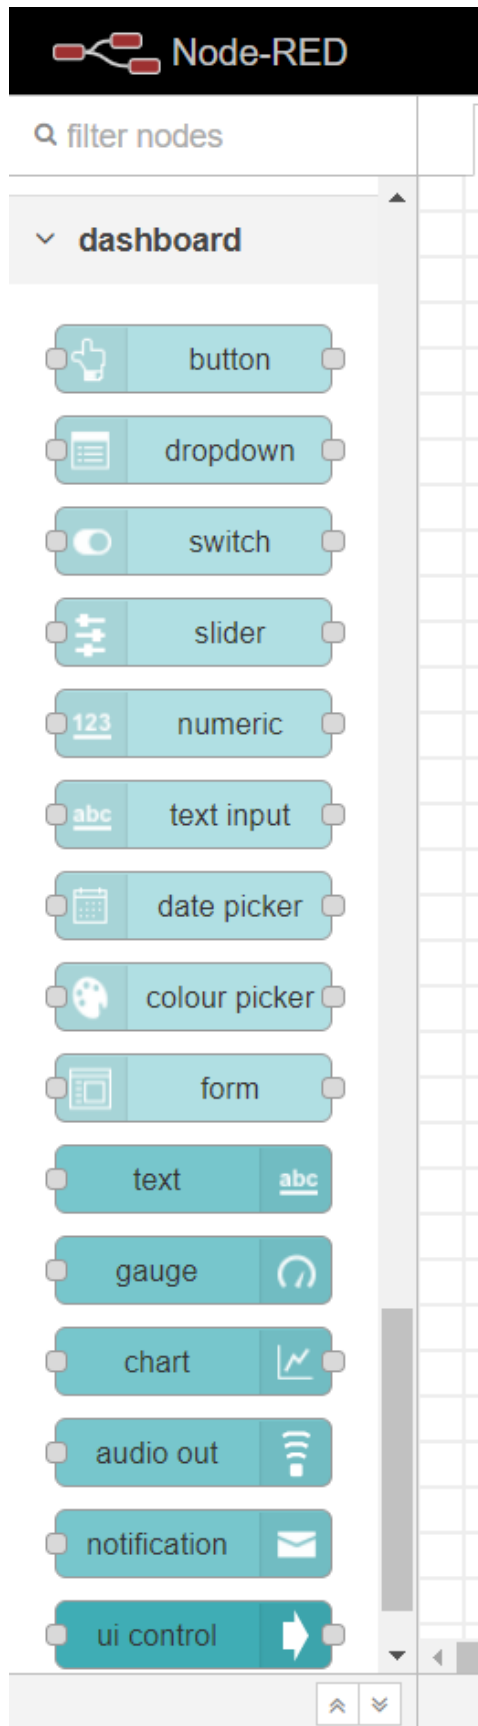 Node-RED
filter nodes
dashboard
button
dropdown
switch
slider
123 numeric
abc text input
date picker
colour picker
form
text abc
gauge
chart
audio out
notification
ui control